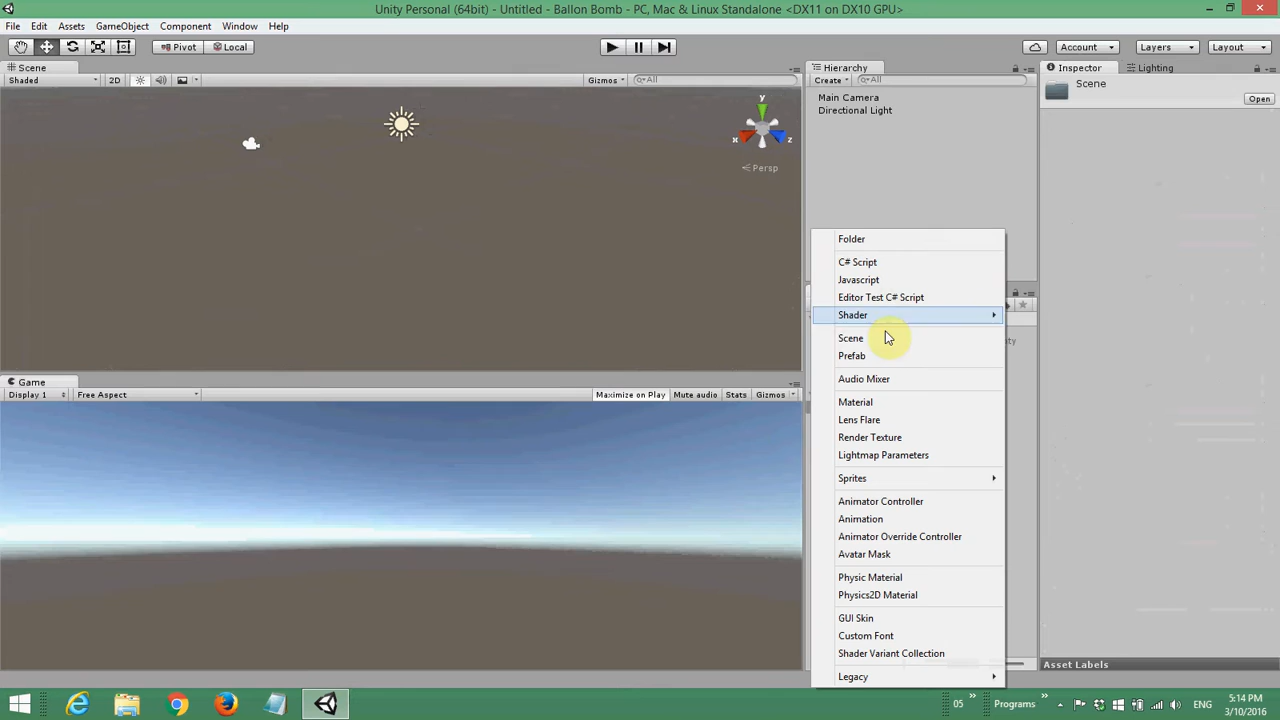 Unity Personal (64bit) - Untitled - Ballon Bomb - PC, Mac & Linux Standalone <DX11 on DX10 GPU>
File Edit Assets GameObject Component Window Help
Pivot Local Account Layers Layout
Scene Hierarchy Inspector Lighting
Shaded 2D Gizmos All Create All Scene
Open
Main Camera
Directional Light
y
x z
Persp
Folder
C# Script
Javascript
Editor Test C# Script
Shader
Scene
Prefab
Audio Mixer
Material
Lens Flare
Render Texture
Lightmap Parameters
Sprites
Animator Controller
Animation
Animator Override Controller
Avatar Mask
Physic Material
Physics2D Material
GUI Skin
Custom Font
Shader Variant Collection
Legacy
Game
Display 1 Free Aspect Maximize on Play Mute audio Stats Gizmos
Asset Labels
05 Programs ENG 5:14 PM
3/10/2016